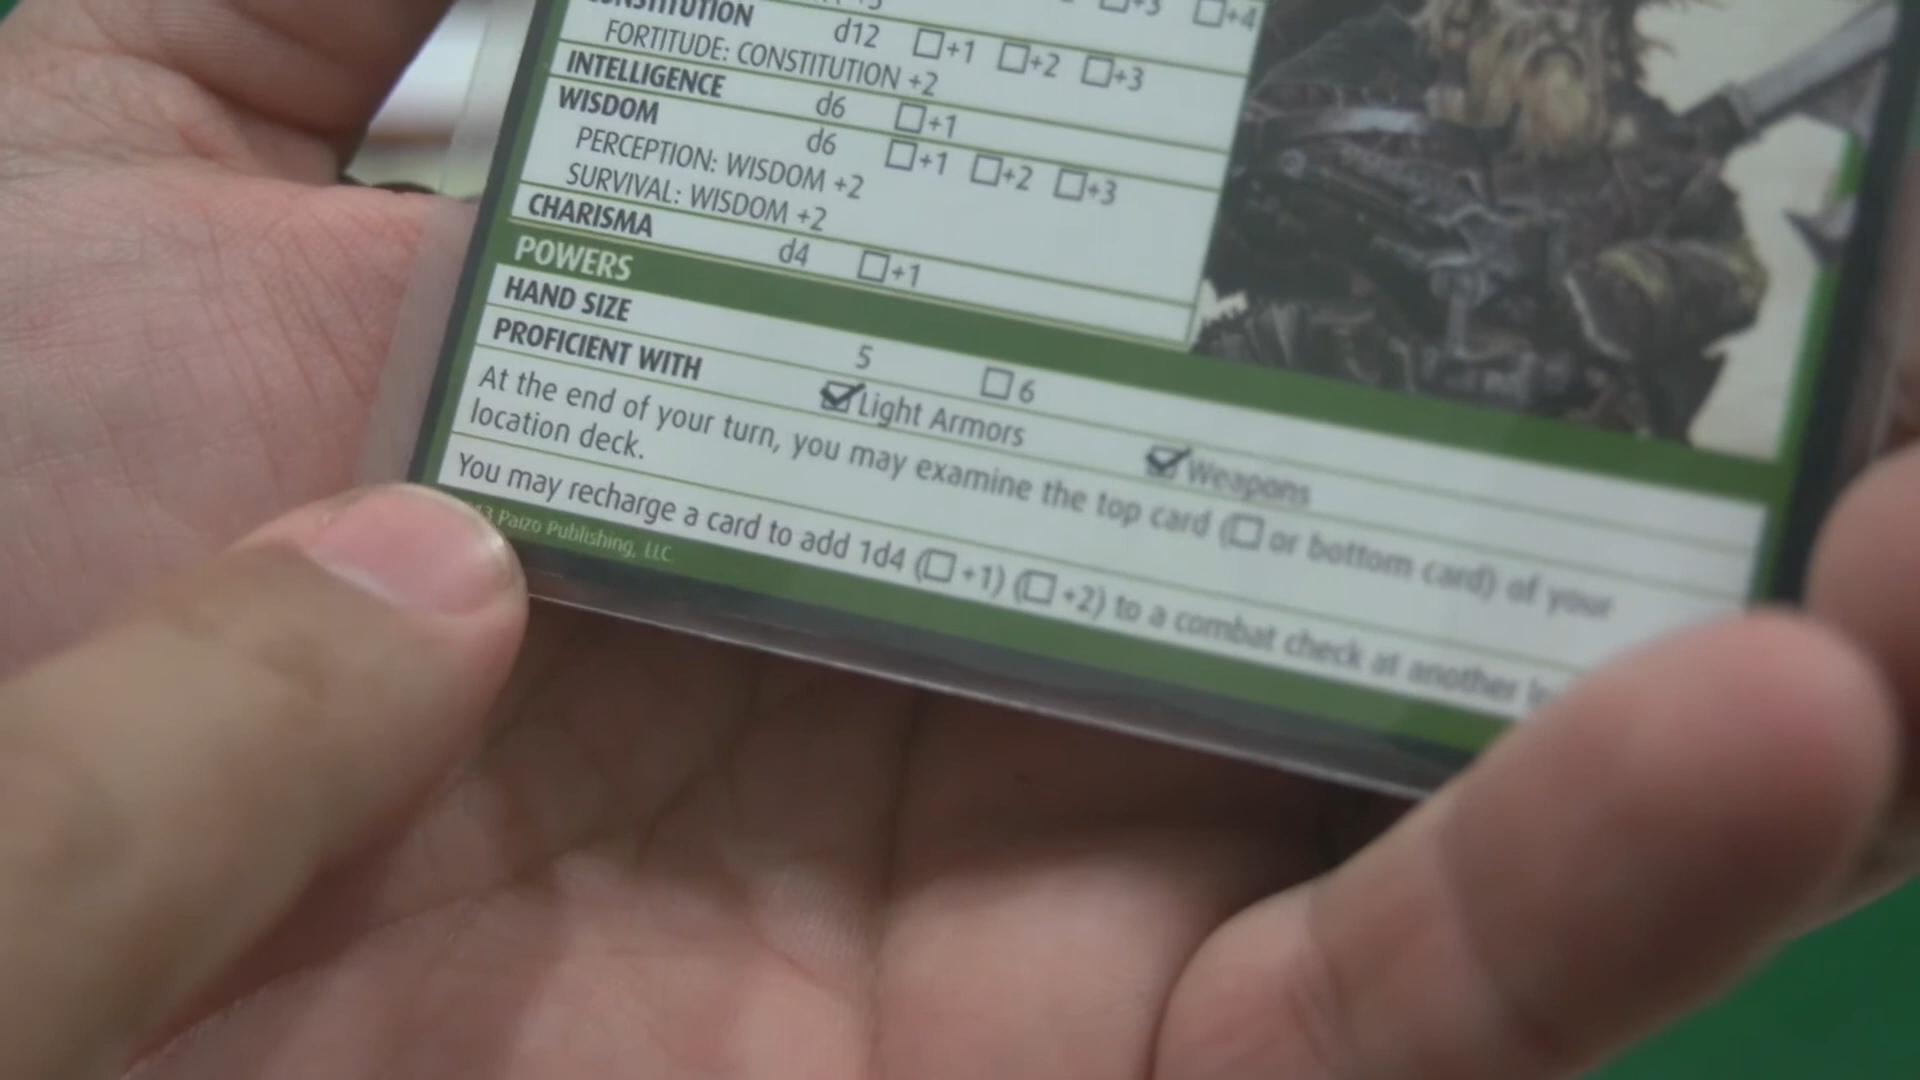 ☐+3 ☐+4
CONSTITUTION d12 ☐+1 ☐+2 ☐+3
FORTITUDE: CONSTITUTION +2
INTELLIGENCE d6 ☐+1
WISDOM d6 ☐+1 ☐+2 ☐+3
PERCEPTION: WISDOM +2
SURVIVAL: WISDOM +2
CHARISMA d4 ☐+1
POWERS
HAND SIZE 5 ☐ 6
PROFICIENT WITH ☑ Light Armors ☑ Weapons
At the end of your turn, you may examine the top card (☐ or bottom card) of your
location deck.
You may recharge a card to add 1d4 (☐ +1) (☐ +2) to a combat check at another
Paizo Publishing, LLC.